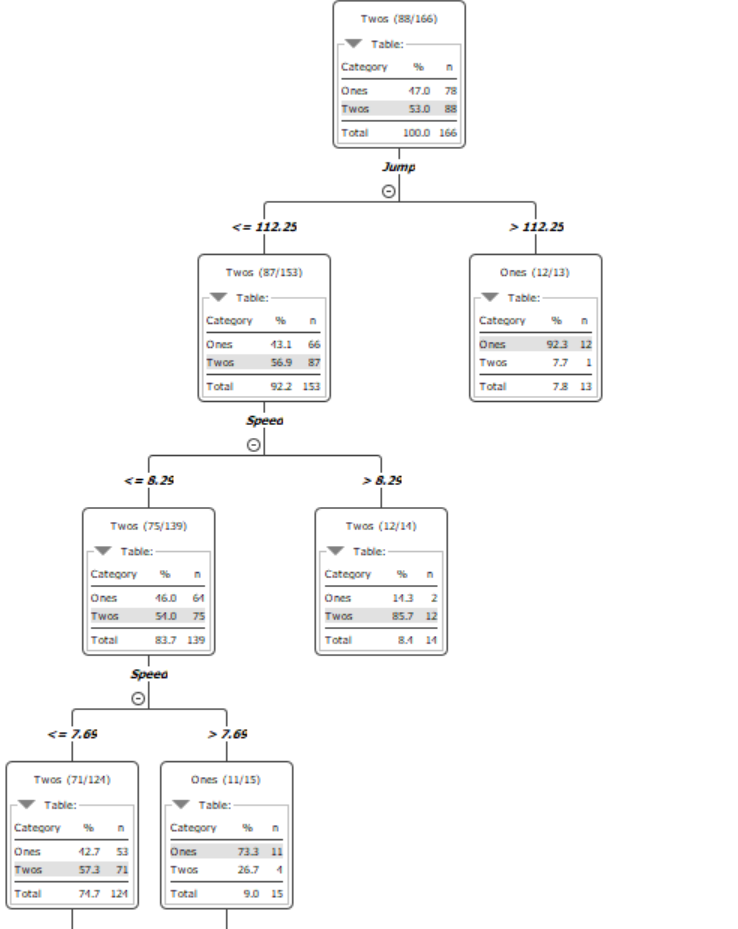 Twos (88/166)
Table:
Category % n
Ones 47.0 78
Twos 53.0 88
Total 100.0 166
Jump
<= 112.25
> 112.25
Twos (87/153)
Table:
Category % n
Ones 43.1 66
Twos 56.9 87
Total 92.2 153
Ones (12/13)
Table:
Category % n
Ones 92.3 12
Twos 7.7 1
Total 7.8 13
Speed
<= 8.25
> 8.25
Twos (75/139)
Table:
Category % n
Ones 46.0 64
Twos 54.0 75
Total 83.7 139
Twos (12/14)
Table:
Category % n
Ones 14.3 2
Twos 85.7 12
Total 8.4 14
Speed
<= 7.65
> 7.65
Twos (71/124)
Table:
Category % n
Ones 42.7 53
Twos 57.3 71
Total 74.7 124
Ones (11/15)
Table:
Category % n
Ones 73.3 11
Twos 26.7 4
Total 9.0 15